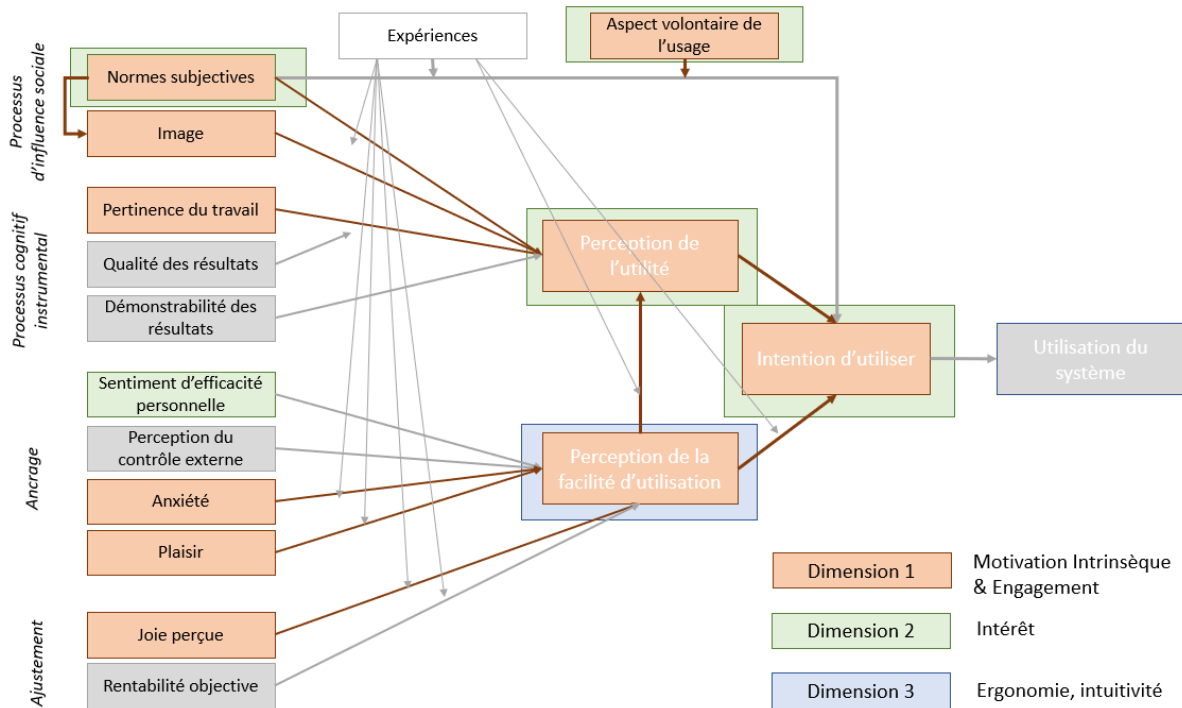 Expériences
Aspect volontaire de
l'usage
Processus
d'influence sociale
Normes subjectives
Image
Processus cognitif
instrumental
Pertinence du travail
Qualité des résultats
Démonstrabilité des
résultats
Perception de
l'utilité
Intention d'utiliser
Utilisation du
système
Ancrage
Sentiment d'efficacité
personnelle
Perception du
contrôle externe
Anxiété
Plaisir
Perception de la
facilité d'utilisation
Ajustement
Joie perçue
Rentabilité objective
Dimension 1
Motivation Intrinsèque
& Engagement
Dimension 2
Intérêt
Dimension 3
Ergonomie, intuitivité